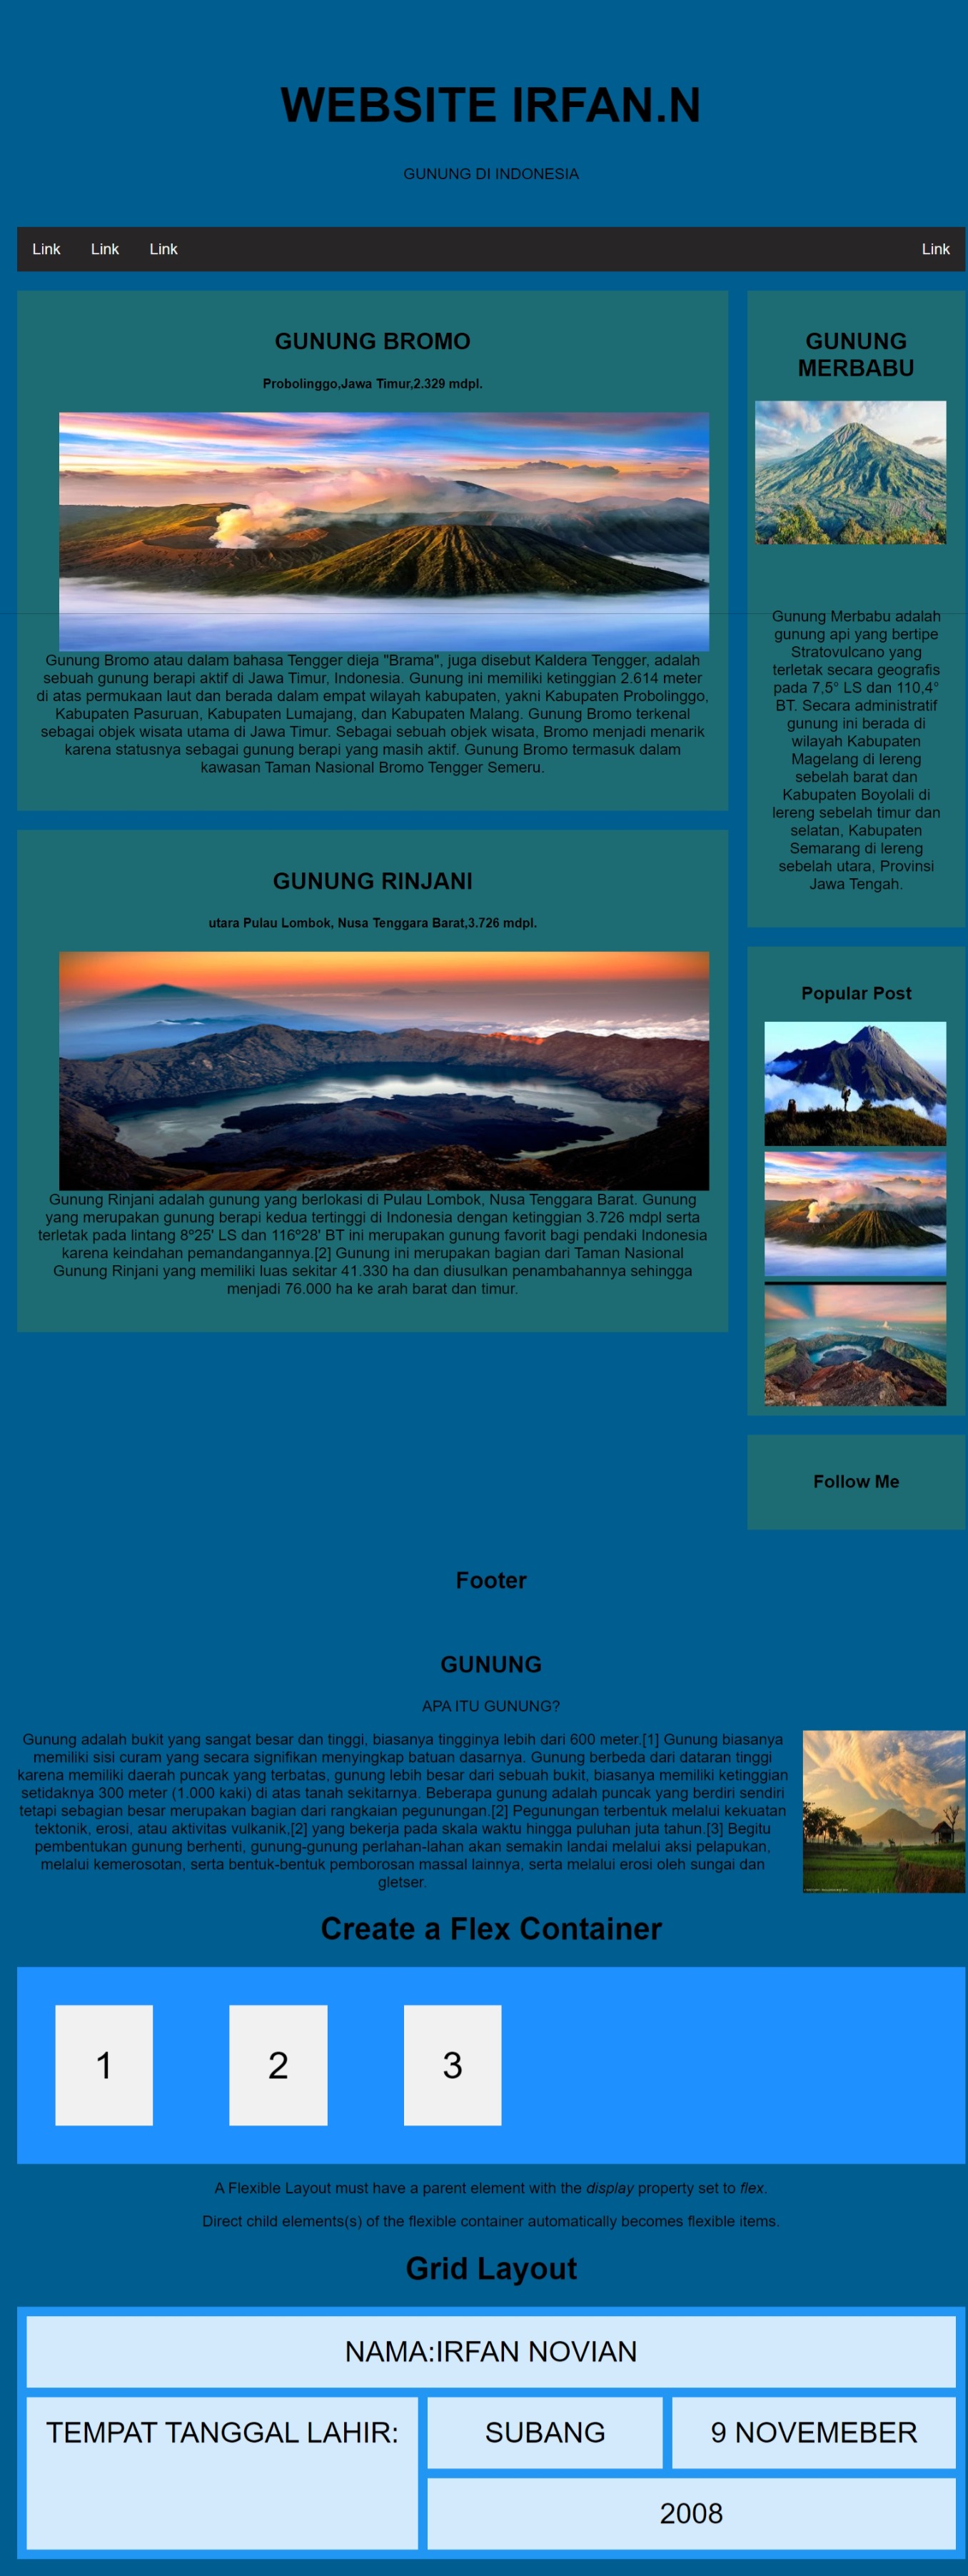 WEBSITE IRFAN.N
GUNUNG DI INDONESIA
Link Link Link Link
GUNUNG BROMO
Probolinggo,Jawa Timur,2.329 mdpl.
Gunung Bromo atau dalam bahasa Tengger dieja "Brama", juga disebut Kaldera Tengger, adalah
sebuah gunung berapi aktif di Jawa Timur, Indonesia. Gunung ini memiliki ketinggian 2.614 meter
di atas permukaan laut dan berada dalam empat wilayah kabupaten, yakni Kabupaten Probolinggo,
Kabupaten Pasuruan, Kabupaten Lumajang, dan Kabupaten Malang. Gunung Bromo terkenal
sebagai objek wisata utama di Jawa Timur. Sebagai sebuah objek wisata, Bromo menjadi menarik
karena statusnya sebagai gunung berapi yang masih aktif. Gunung Bromo termasuk dalam
kawasan Taman Nasional Bromo Tengger Semeru.
GUNUNG RINJANI
utara Pulau Lombok, Nusa Tenggara Barat,3.726 mdpl.
Gunung Rinjani adalah gunung yang berlokasi di Pulau Lombok, Nusa Tenggara Barat. Gunung
yang merupakan gunung berapi kedua tertinggi di Indonesia dengan ketinggian 3.726 mdpl serta
terletak pada lintang 8º25' LS dan 116º28' BT ini merupakan gunung favorit bagi pendaki Indonesia
karena keindahan pemandangannya.[2] Gunung ini merupakan bagian dari Taman Nasional
Gunung Rinjani yang memiliki luas sekitar 41.330 ha dan diusulkan penambahannya sehingga
menjadi 76.000 ha ke arah barat dan timur.
GUNUNG
MERBABU
Gunung Merbabu adalah
gunung api yang bertipe
Stratovulcano yang
terletak secara geografis
pada 7,5° LS dan 110,4°
BT. Secara administratif
gunung ini berada di
wilayah Kabupaten
Magelang di lereng
sebelah barat dan
Kabupaten Boyolali di
lereng sebelah timur dan
selatan, Kabupaten
Semarang di lereng
sebelah utara, Provinsi
Jawa Tengah.
Popular Post
Follow Me
Footer
GUNUNG
APA ITU GUNUNG?
Gunung adalah bukit yang sangat besar dan tinggi, biasanya tingginya lebih dari 600 meter.[1] Gunung biasanya
memiliki sisi curam yang secara signifikan menyingkap batuan dasarnya. Gunung berbeda dari dataran tinggi
karena memiliki daerah puncak yang terbatas, gunung lebih besar dari sebuah bukit, biasanya memiliki ketinggian
setidaknya 300 meter (1.000 kaki) di atas tanah sekitarnya. Beberapa gunung adalah puncak yang berdiri sendiri
tetapi sebagian besar merupakan bagian dari rangkaian pegunungan.[2] Pegunungan terbentuk melalui kekuatan
tektonik, erosi, atau aktivitas vulkanik,[2] yang bekerja pada skala waktu hingga puluhan juta tahun.[3] Begitu
pembentukan gunung berhenti, gunung-gunung perlahan-lahan akan semakin landai melalui aksi pelapukan,
melalui kemerosotan, serta bentuk-bentuk pemborosan massal lainnya, serta melalui erosi oleh sungai dan
gletser.
Create a Flex Container
1 2 3
A Flexible Layout must have a parent element with the display property set to flex.
Direct child elements(s) of the flexible container automatically becomes flexible items.
Grid Layout
NAMA:IRFAN NOVIAN
TEMPAT TANGGAL LAHIR: SUBANG 9 NOVEMEBER
2008